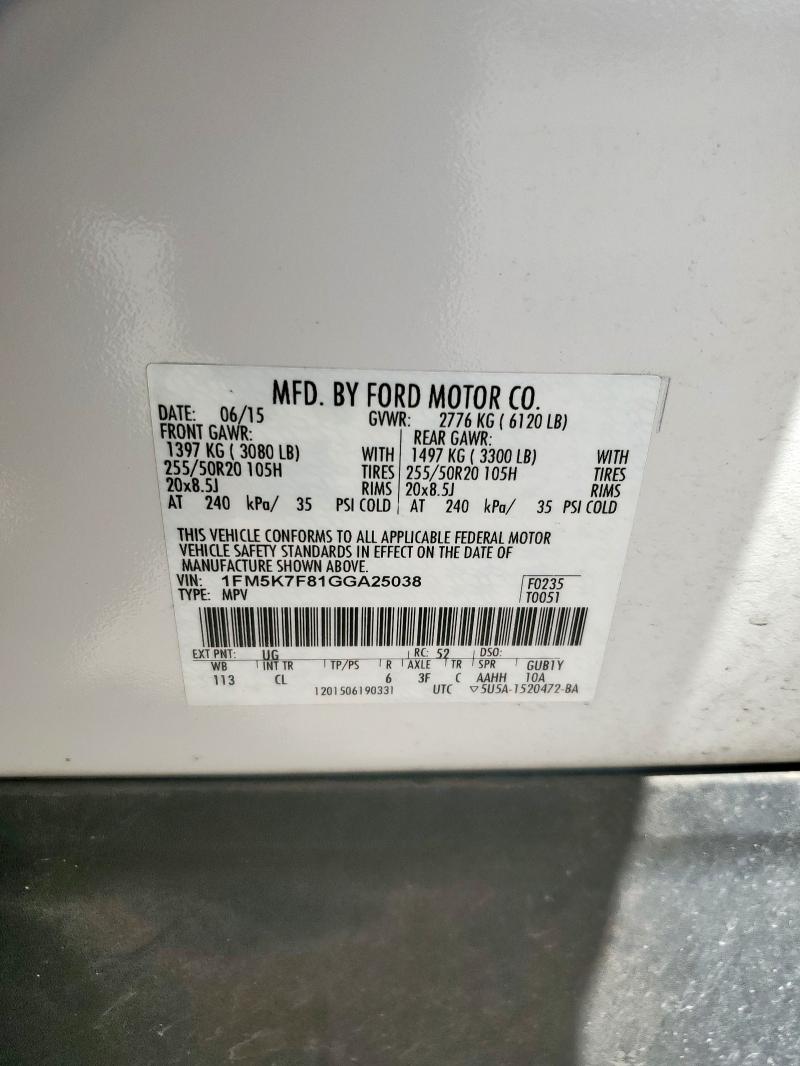 MFD. BY FORD MOTOR CO.
DATE: 06/15 GVWR: 2776 KG ( 6120 LB)
FRONT GAWR: REAR GAWR:
1397 KG ( 3080 LB) WITH 1497 KG ( 3300 LB) WITH
255/50R20 105H TIRES 255/50R20 105H TIRES
20x8.5J RIMS 20x8.5J RIMS
AT 240 kPa/ 35 PSI COLD AT 240 kPa/ 35 PSI COLD
THIS VEHICLE CONFORMS TO ALL APPLICABLE FEDERAL MOTOR
VEHICLE SAFETY STANDARDS IN EFFECT ON THE DATE OF
MANUFACTURE SHOWN ABOVE.
VIN: 1FM5K7F81GGA25038 F0235
TYPE: MPV T0051
EXT PNT: UG RC: 52 DSO:
WB INT TR TP/PS R AXLE TR SPR GUB1Y
113 CL 6 3F C AAHH 10A
1201506190331 UTC ▽5U5A-1520472-BA